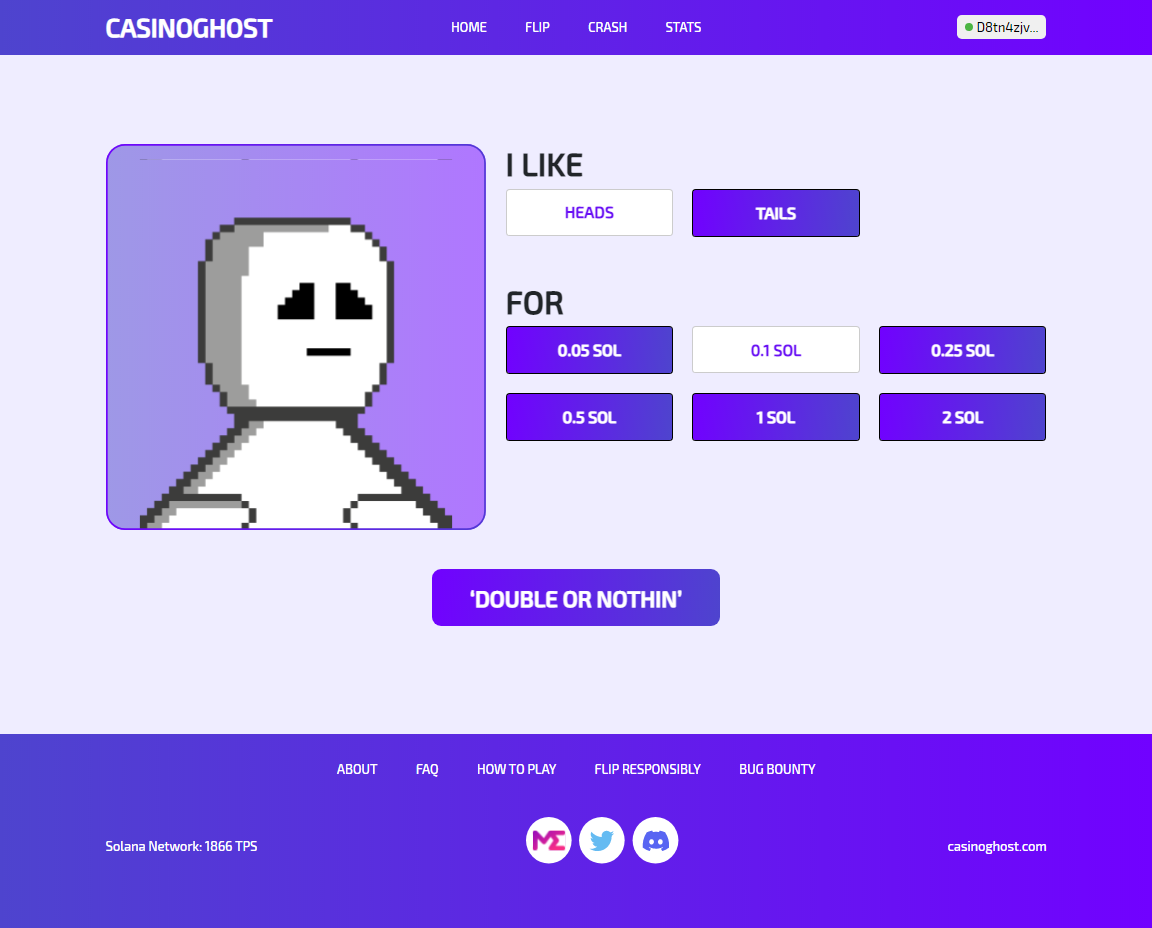 CASINOGHOST HOME FLIP CRASH STATS D8tn4zjv...
I LIKE
HEADS TAILS
FOR
0.05 SOL 0.1 SOL 0.25 SOL
0.5 SOL 1 SOL 2 SOL
‘DOUBLE OR NOTHIN’
ABOUT FAQ HOW TO PLAY FLIP RESPONSIBLY BUG BOUNTY
Solana Network: 1866 TPS ME casinoghost.com